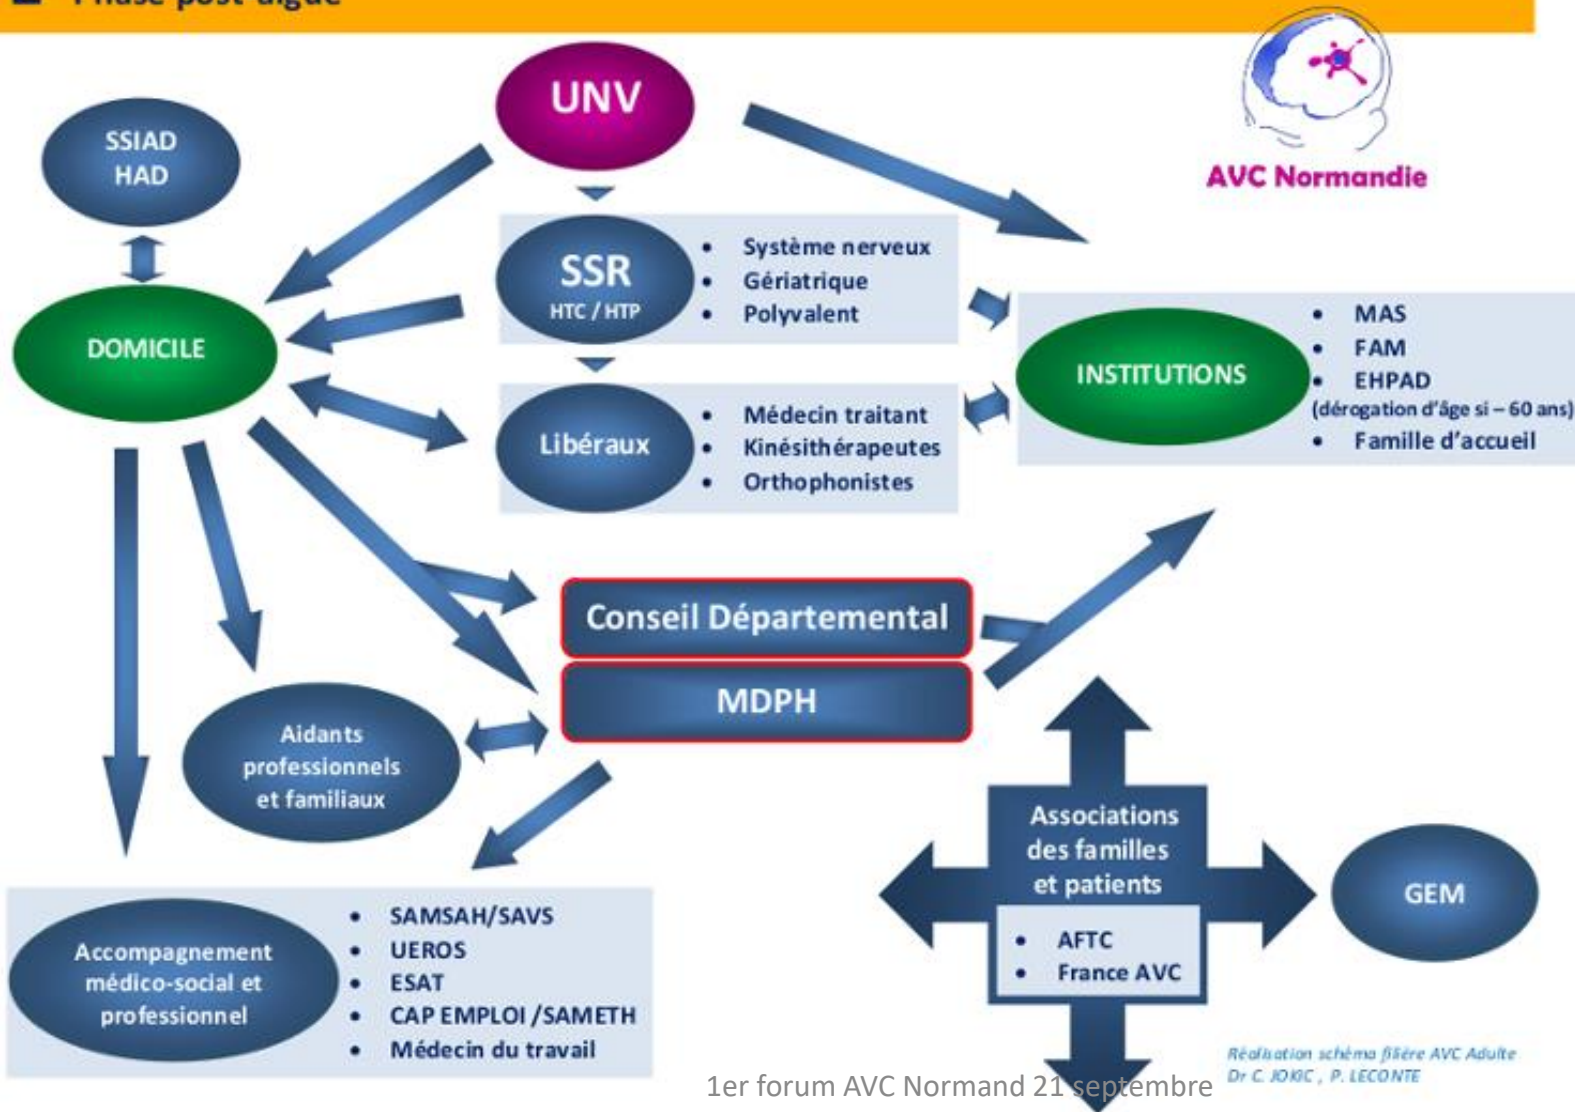 Phase post-aiguë
UNV
SSIAD
HAD
AVC Normandie
SSR
HTC / HTP
• Système nerveux
• Gériatrique
• Polyvalent
DOMICILE
INSTITUTIONS
• MAS
• FAM
• EHPAD
(dérogation d'âge si – 60 ans)
• Famille d'accueil
Libéraux
• Médecin traitant
• Kinésithérapeutes
• Orthophonistes
Conseil Départemental
MDPH
Aidants
professionnels
et familiaux
Associations
des familles
et patients
• AFTC
• France AVC
GEM
Accompagnement
médico-social et
professionnel
• SAMSAH/SAVS
• UEROS
• ESAT
• CAP EMPLOI /SAMETH
• Médecin du travail
Réalisation schéma filière AVC Adulte
Dr C. JOKIC , P. LECONTE
1er forum AVC Normand 21 septembre